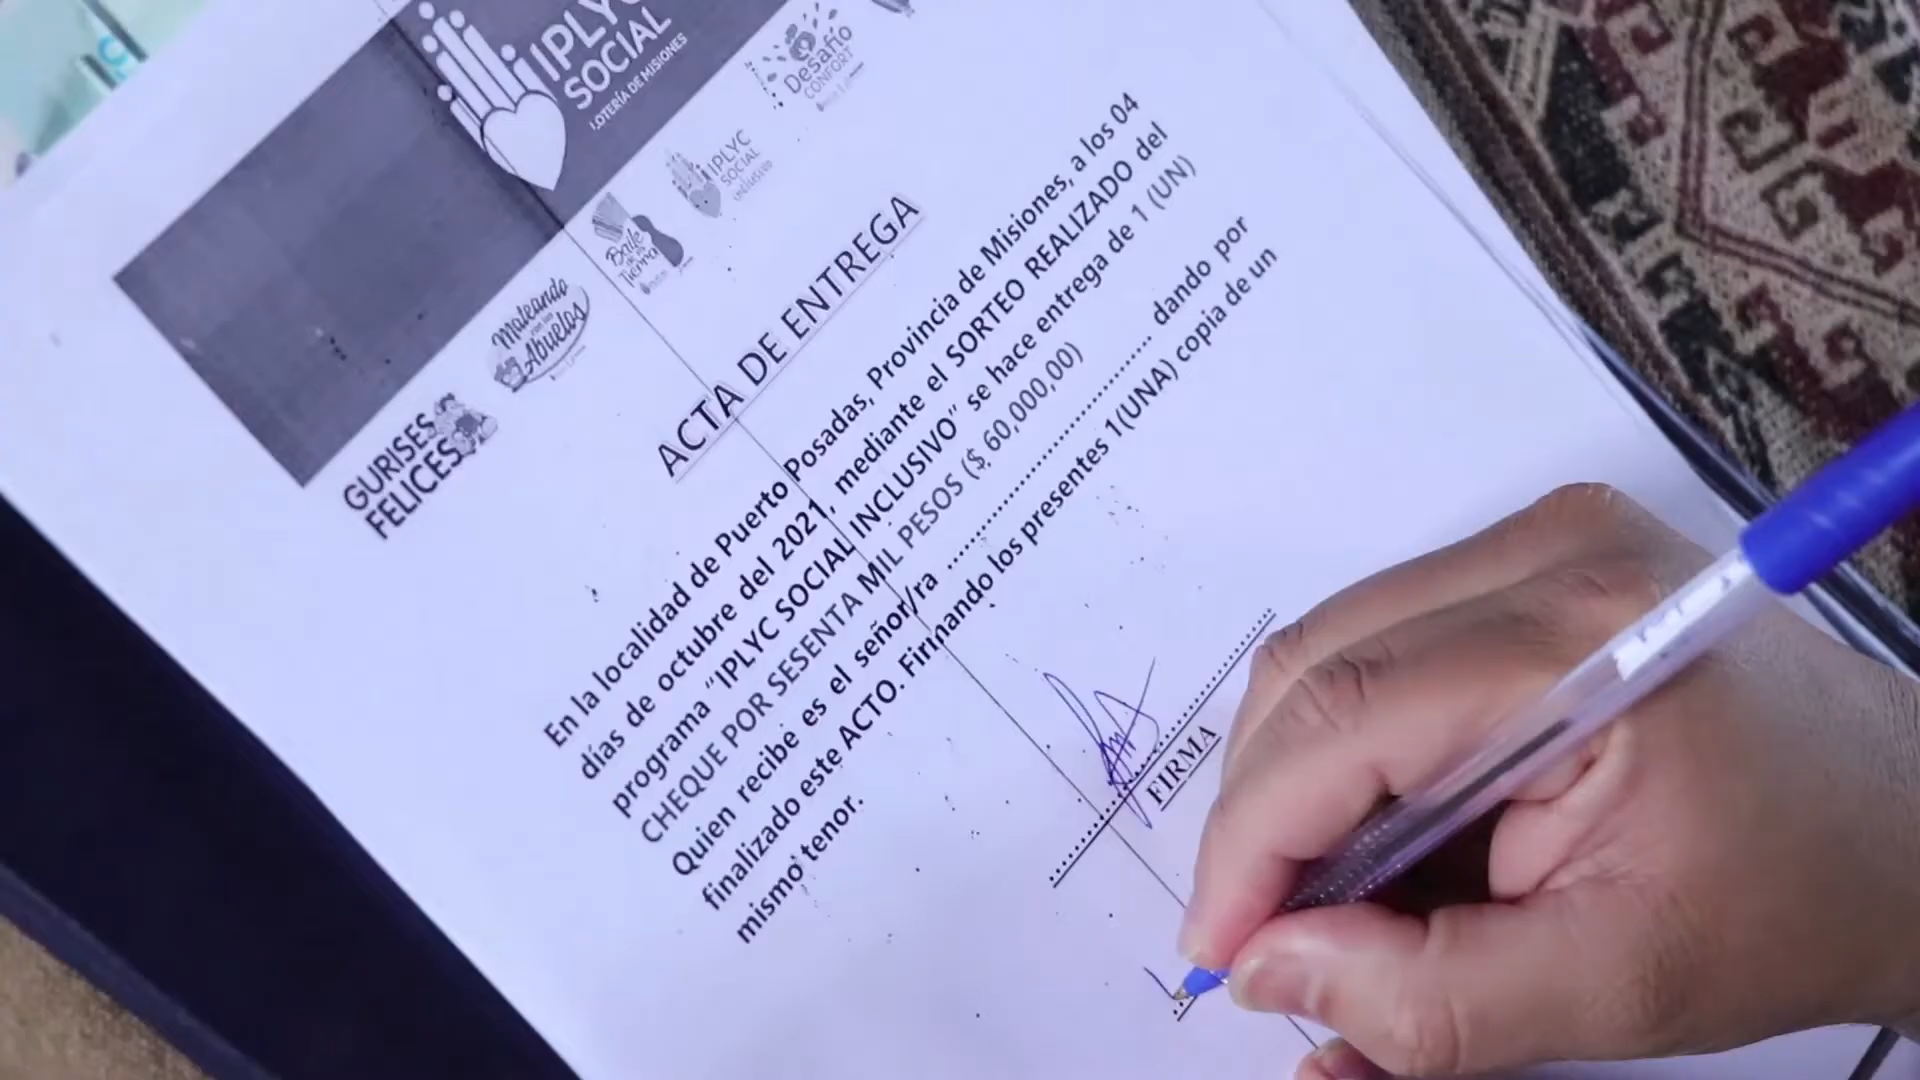 IPLYC
SOCIAL
LOTERÍA DE MISIONES
GURISES
FELICES
Mateando
con los
Abuelos
Baile
Tierra
IPLYC
SOCIAL
inclusivo
Desafío
CONFORT
ACTA DE ENTREGA
En la localidad de Puerto Posadas, Provincia de Misiones, a los 04
días de octubre del 2021, mediante el SORTEO REALIZADO del
programa “IPLYC SOCIAL INCLUSIVO” se hace entrega de 1 (UN)
CHEQUE POR SESENTA MIL PESOS ($ 60,000,00)
Quien recibe es el señor/ra ........................................ dando por
finalizado este ACTO. Firmando los presentes 1(UNA) copia de un
mismo tenor.
FIRMA